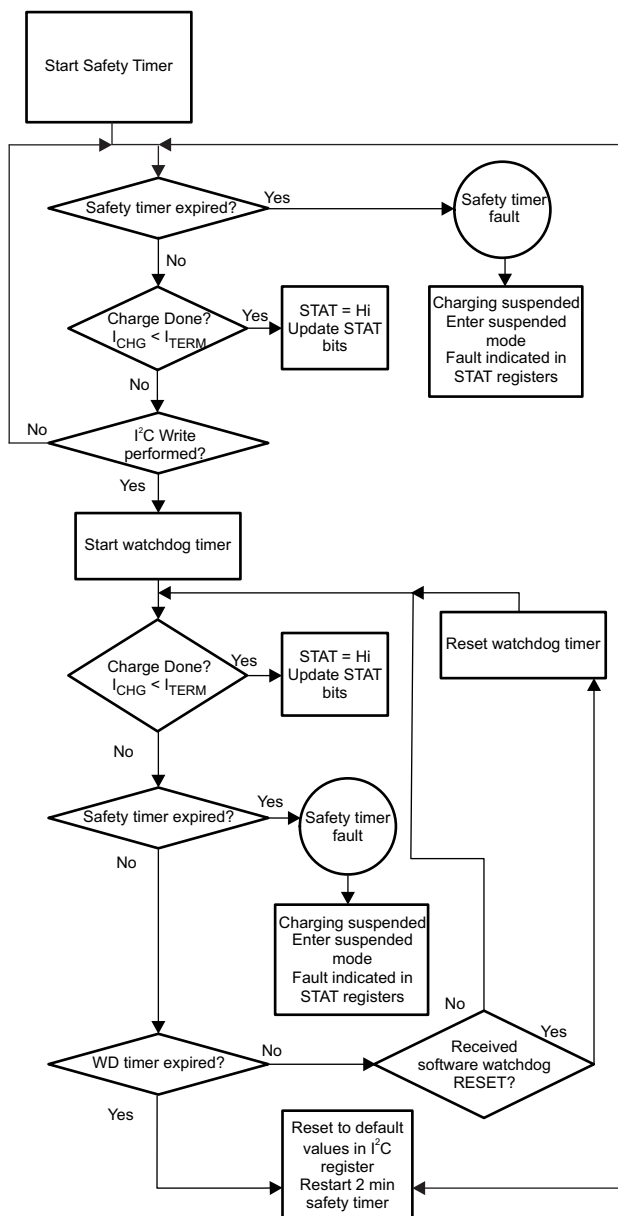 Start Safety Timer
Safety timer expired?
Yes
Safety timer
fault
No
Charging suspended
Enter suspended
mode
Fault indicated in
STAT registers
Charge Done?
I_CHG < I_TERM
Yes
STAT = Hi
Update STAT
bits
No
No
I²C Write
performed?
Yes
Start watchdog timer
Reset watchdog timer
Charge Done?
I_CHG < I_TERM
Yes
STAT = Hi
Update STAT
bits
No
Safety timer expired?
Yes
Safety timer
fault
No
Charging suspended
Enter suspended
mode
Fault indicated in
STAT registers
No
Yes
WD timer expired?
No
Received
software watchdog
RESET?
Yes
Reset to default
values in I²C
register
Restart 2 min
safety timer